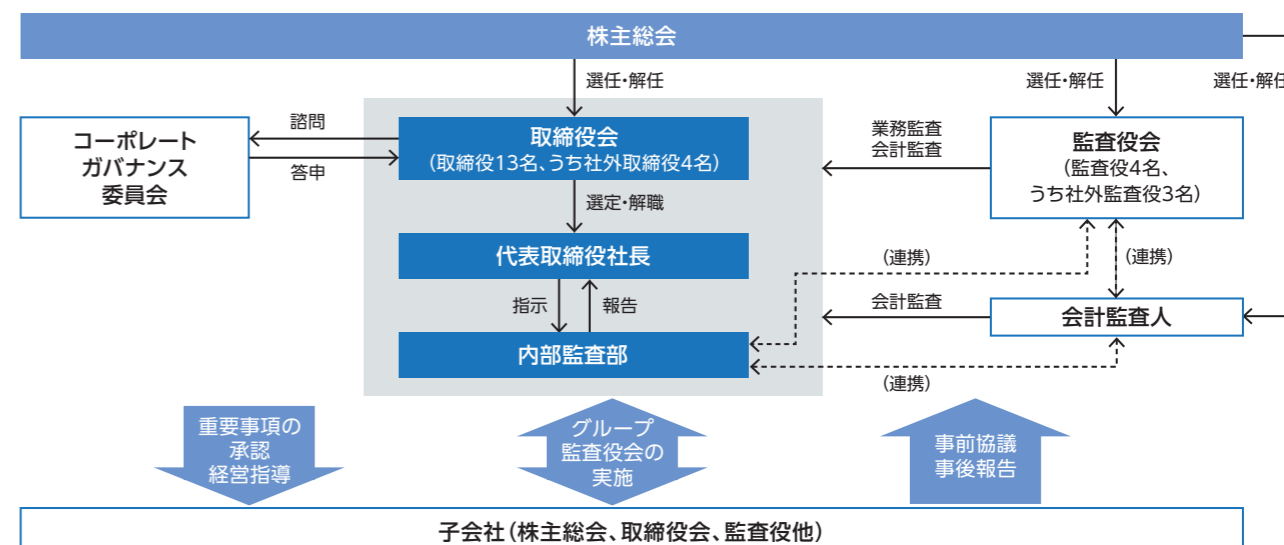 株主総会
選任・解任
選任・解任
選任・解任
コーポレート
ガバナンス
委員会
諮問
答申
取締役会
（取締役13名、うち社外取締役4名）
業務監査
会計監査
監査役会
（監査役4名、
うち社外監査役3名）
選定・解職
代表取締役社長
（連携）
（連携）
指示
報告
会計監査
会計監査人
内部監査部
（連携）
重要事項の
承認
経営指導
グループ
監査役会の
実施
事前協議
事後報告
子会社（株主総会、取締役会、監査役他）